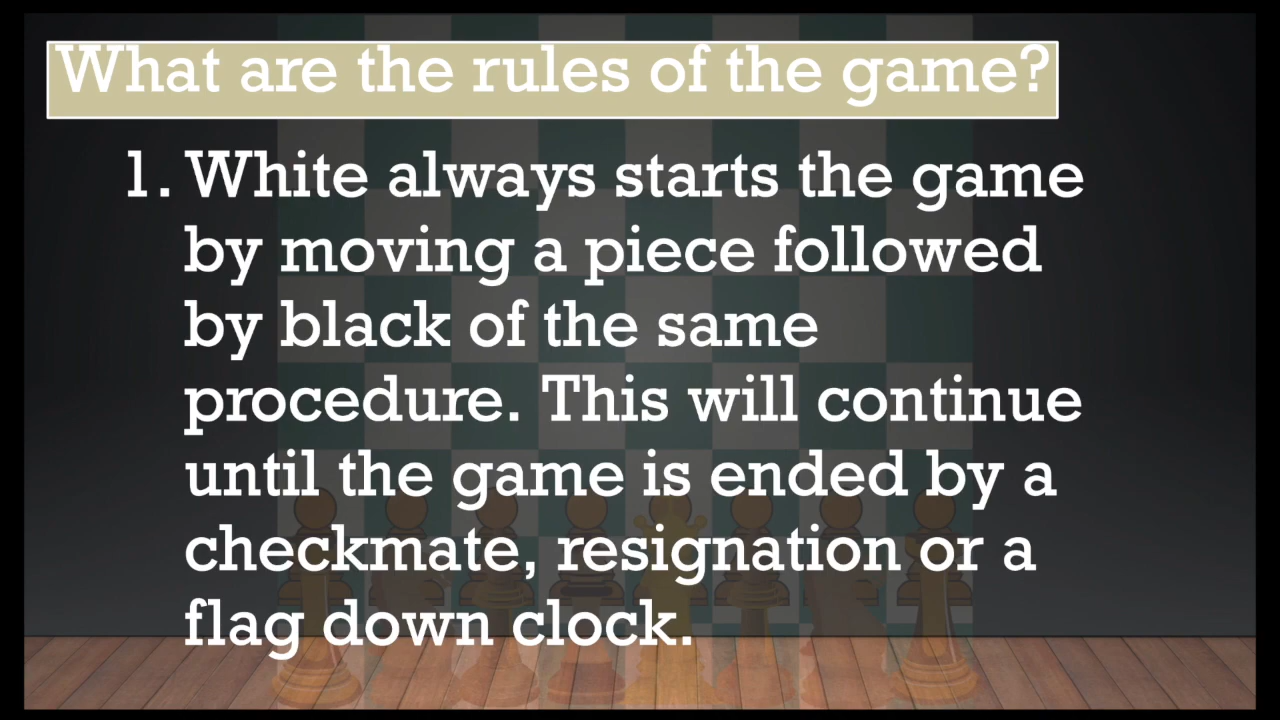 What are the rules of the game?
1. White always starts the game
by moving a piece followed
by black of the same
procedure. This will continue
until the game is ended by a
checkmate, resignation or a
flag down clock.